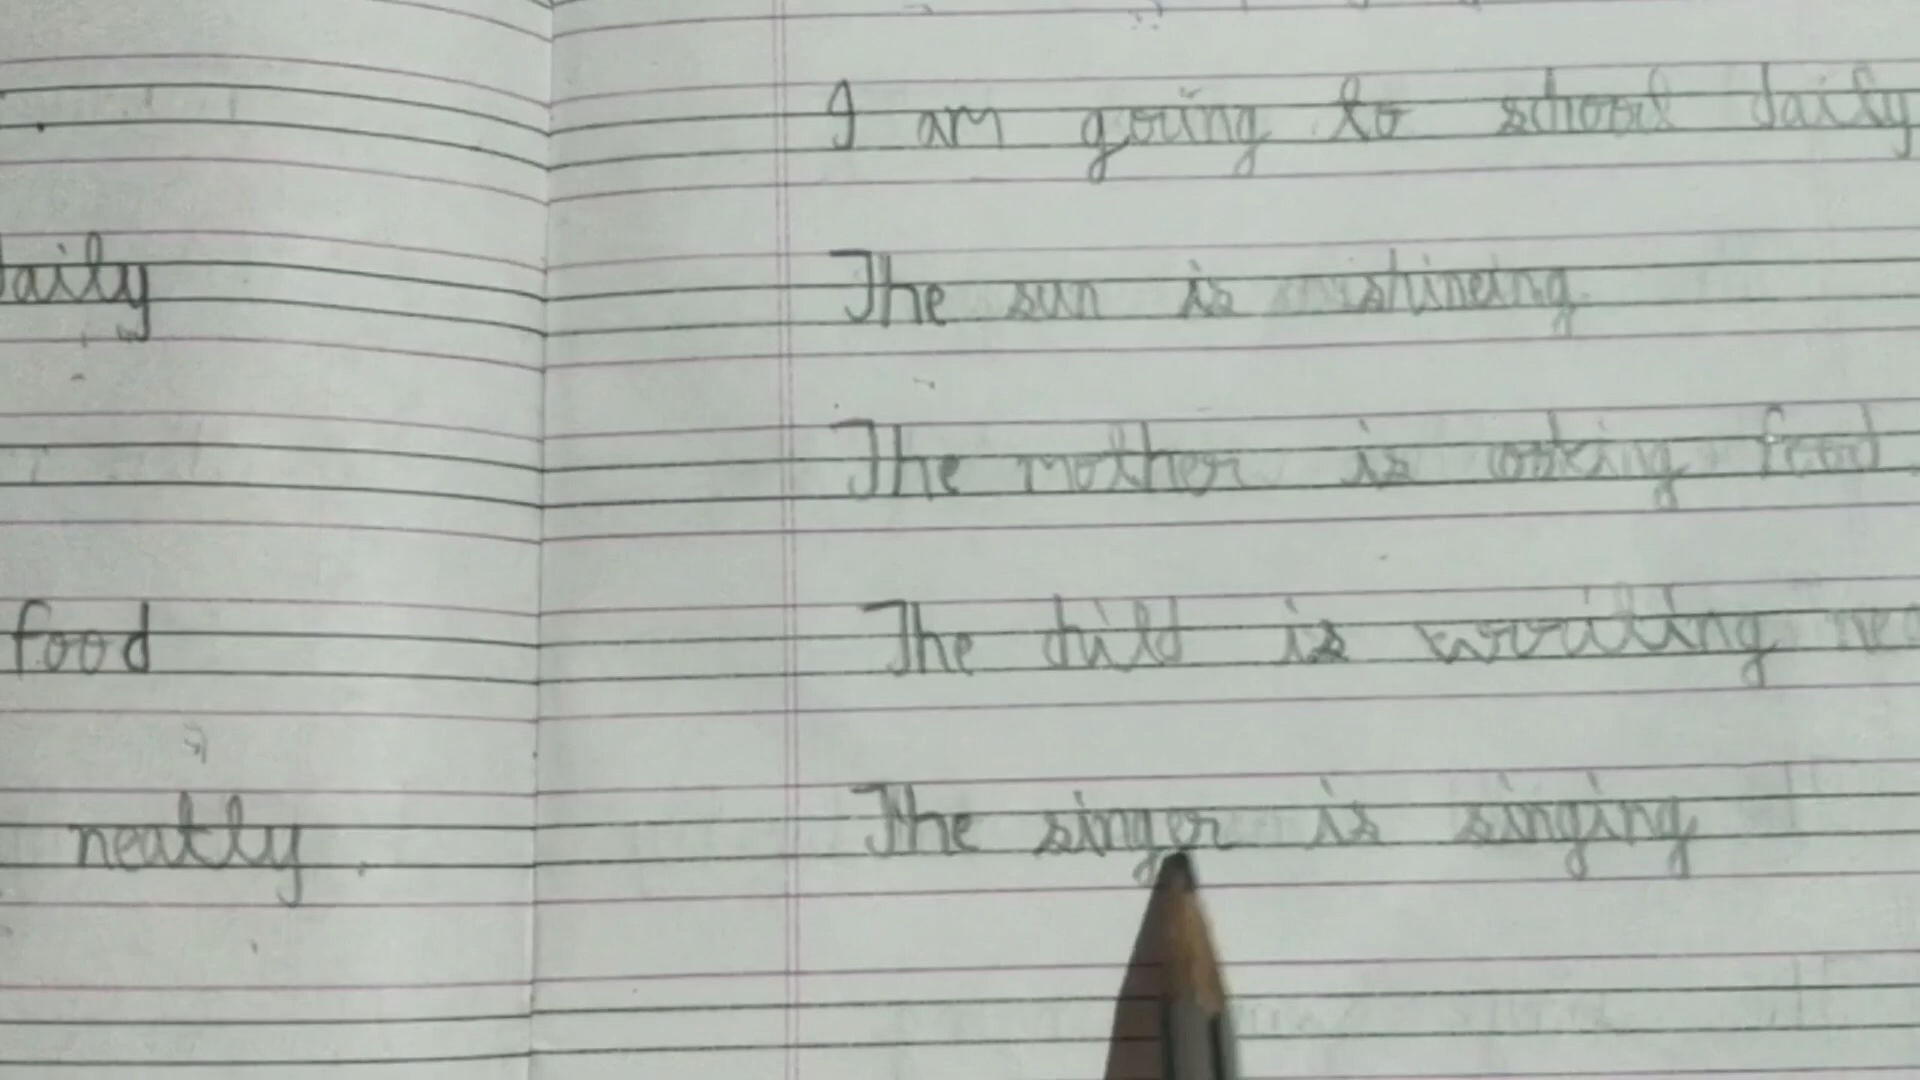 daily
food
neatly.
I am going to school daily
The sun is shineing
The mother is cooking food.
The child is writing
The singer is singing